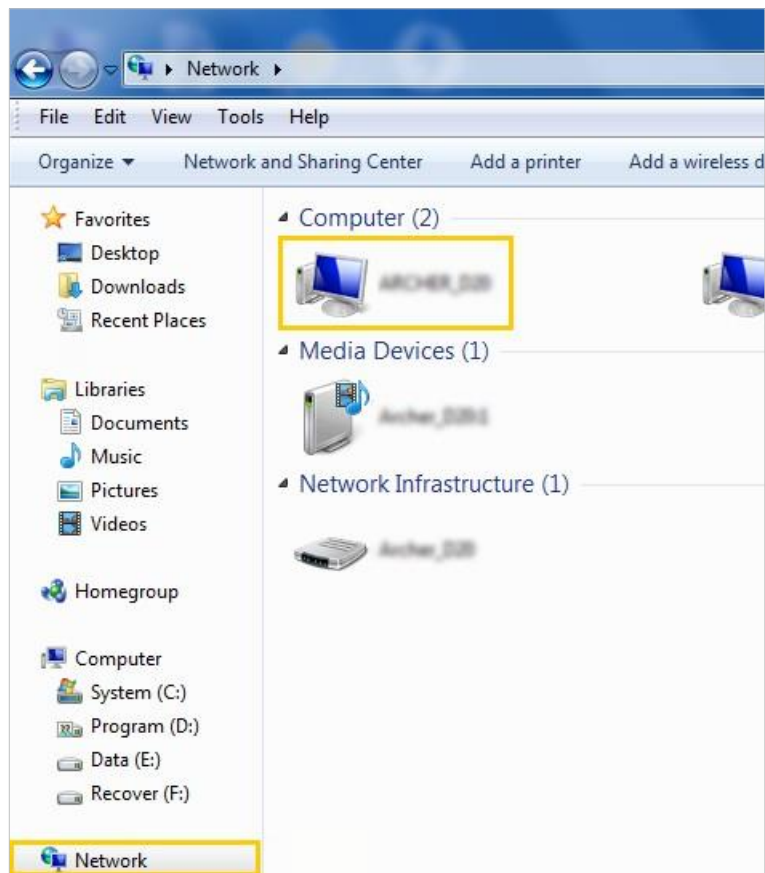 Network
File Edit View Tools Help
Organize Network and Sharing Center Add a printer Add a wireless d
Favorites
Desktop
Downloads
Recent Places
Libraries
Documents
Music
Pictures
Videos
Homegroup
Computer
System (C:)
Program (D:)
Data (E:)
Recover (F:)
Network
Computer (2)
Media Devices (1)
Network Infrastructure (1)